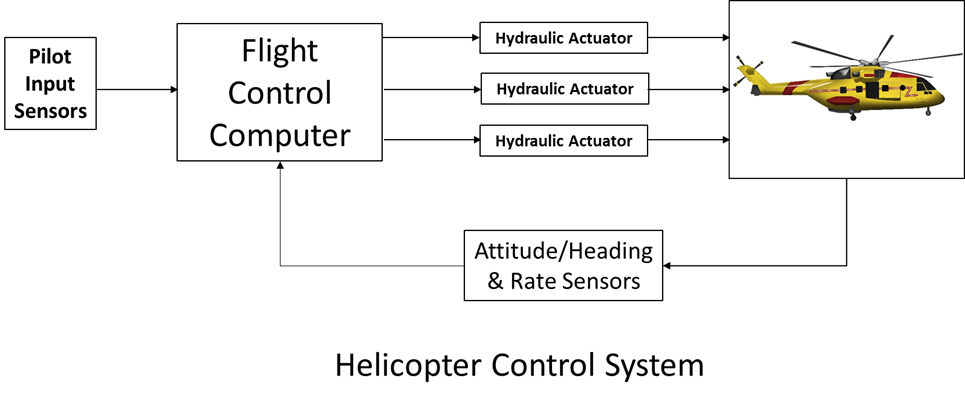 Pilot
Input
Sensors
Flight
Control
Computer
Hydraulic Actuator
Hydraulic Actuator
Hydraulic Actuator
Attitude/Heading
& Rate Sensors
Helicopter Control System